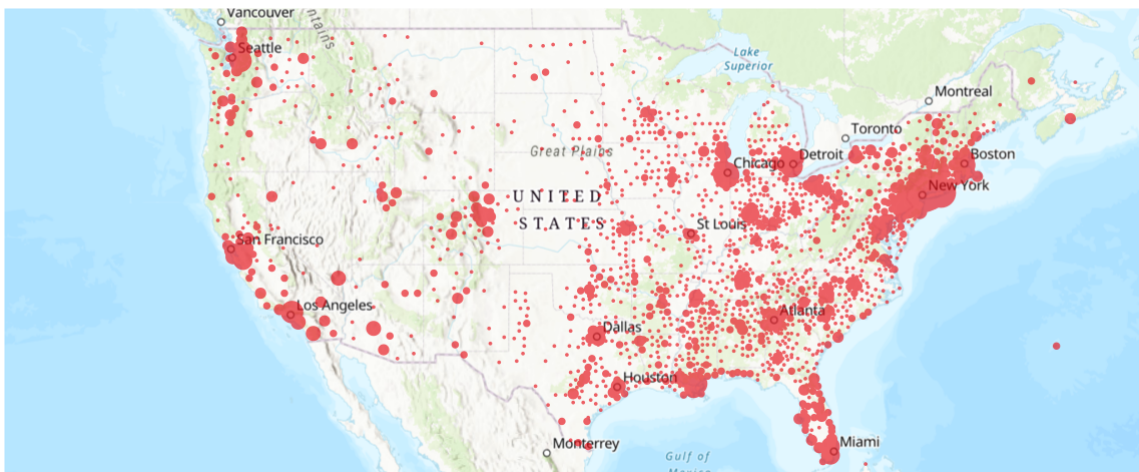 Vancouver
ntains
Seattle
Lake
Superior
Montreal
Toronto
Great Plains
Chicago
Detroit
Boston
UNITED
STATES
New York
San Francisco
St Louis
Los Angeles
Dallas
Atlanta
Houston
Monterrey
Miami
Gulf of